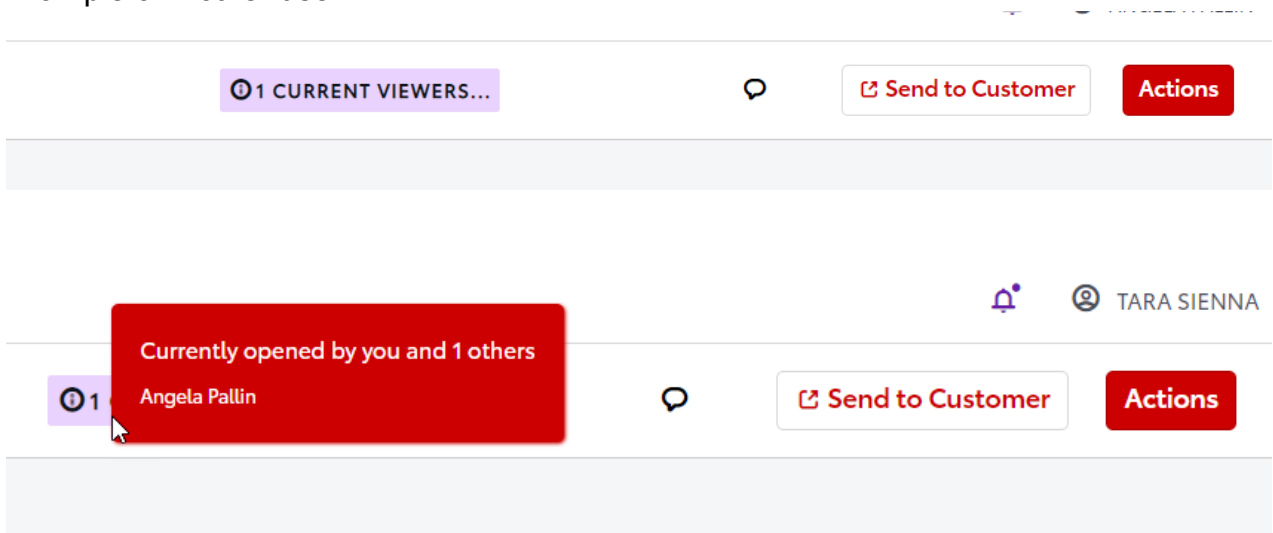 1 CURRENT VIEWERS...
Send to Customer
Actions
TARA SIENNA
Currently opened by you and 1 others
Angela Pallin
1
Send to Customer
Actions